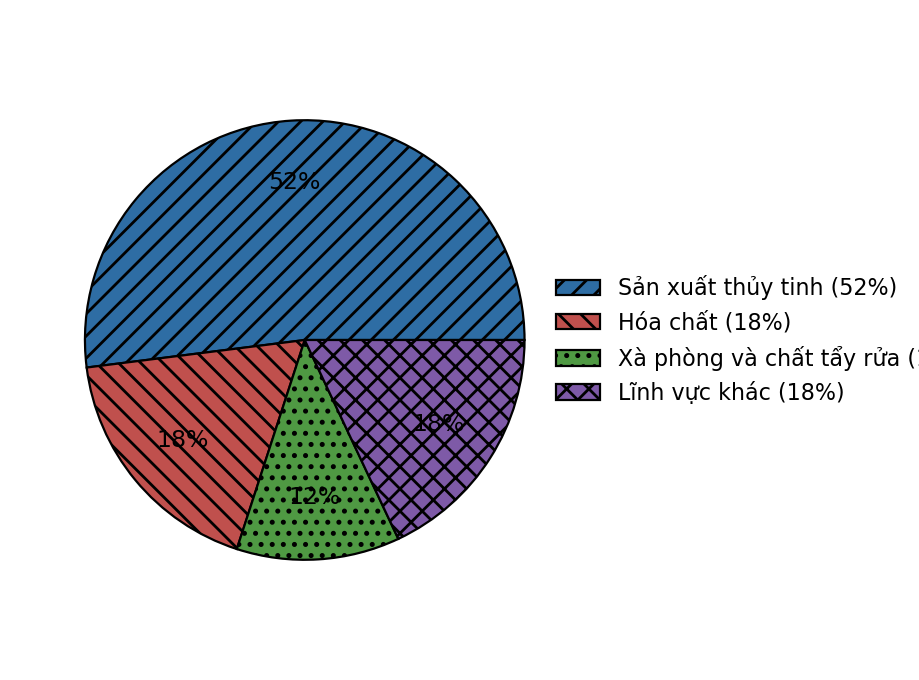 52%
18%
12%
18%
Sản xuất thủy tinh (52%)
Hóa chất (18%)
Xà phòng và chất tẩy rửa (
Lĩnh vực khác (18%)